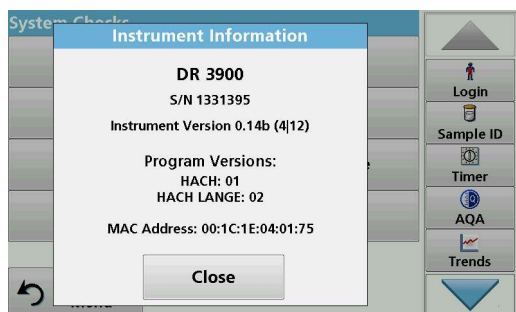 System Checks
Instrument Information
DR 3900
S/N 1331395
Instrument Version 0.14b (4|12)
Program Versions:
HACH: 01
HACH LANGE: 02
MAC Address: 00:1C:1E:04:01:75
Close
Login
Sample ID
Timer
AQA
Trends